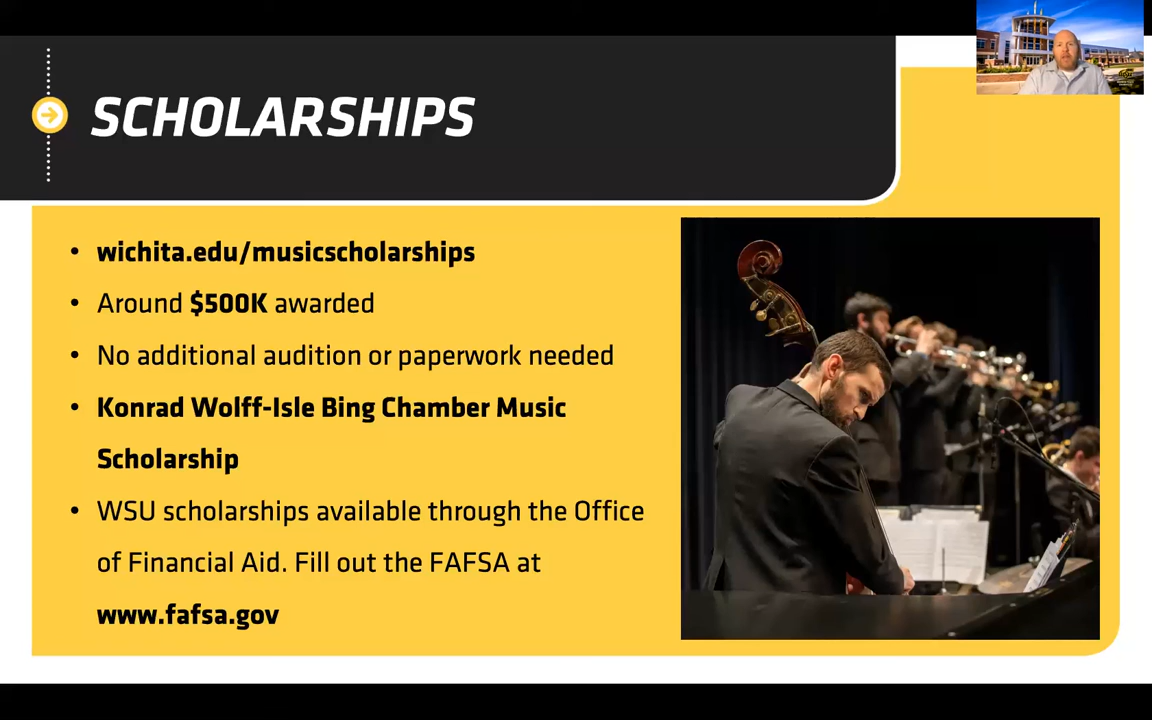 SCHOLARSHIPS
• wichita.edu/musicscholarships
• Around $500K awarded
• No additional audition or paperwork needed
• Konrad Wolff-Isle Bing Chamber Music
Scholarship
• WSU scholarships available through the Office
of Financial Aid. Fill out the FAFSA at
www.fafsa.gov